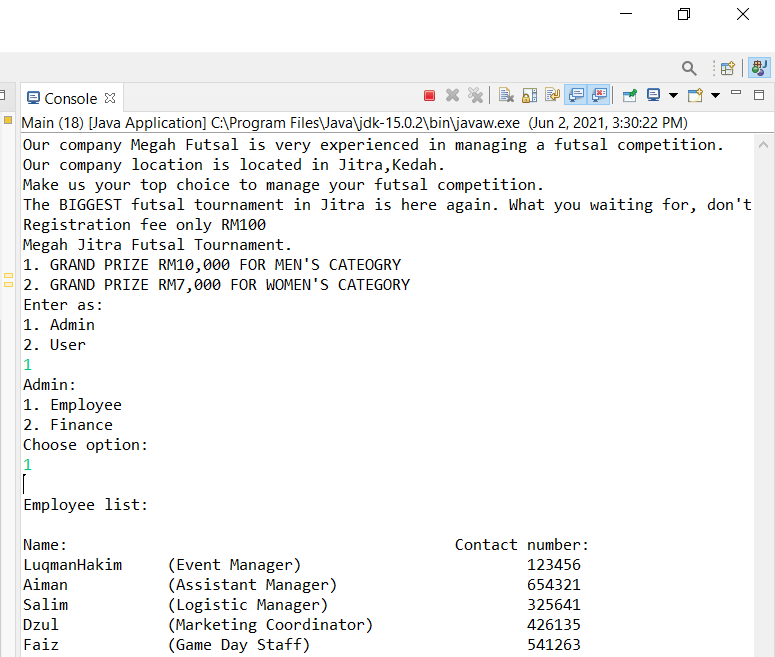 Console
Main (18) [Java Application] C:\Program Files\Java\jdk-15.0.2\bin\javaw.exe (Jun 2, 2021, 3:30:22 PM)
Our company Megah Futsal is very experienced in managing a futsal competition.
Our company location is located in Jitra,Kedah.
Make us your top choice to manage your futsal competition.
The BIGGEST futsal tournament in Jitra is here again. What you waiting for, don't
Registration fee only RM100
Megah Jitra Futsal Tournament.
1. GRAND PRIZE RM10,000 FOR MEN'S CATEOGRY
2. GRAND PRIZE RM7,000 FOR WOMEN'S CATEGORY
Enter as:
1. Admin
2. User
1
Admin:
1. Employee
2. Finance
Choose option:
1
Employee list:
Name: Contact number:
LuqmanHakim (Event Manager) 123456
Aiman (Assistant Manager) 654321
Salim (Logistic Manager) 325641
Dzul (Marketing Coordinator) 426135
Faiz (Game Day Staff) 541263